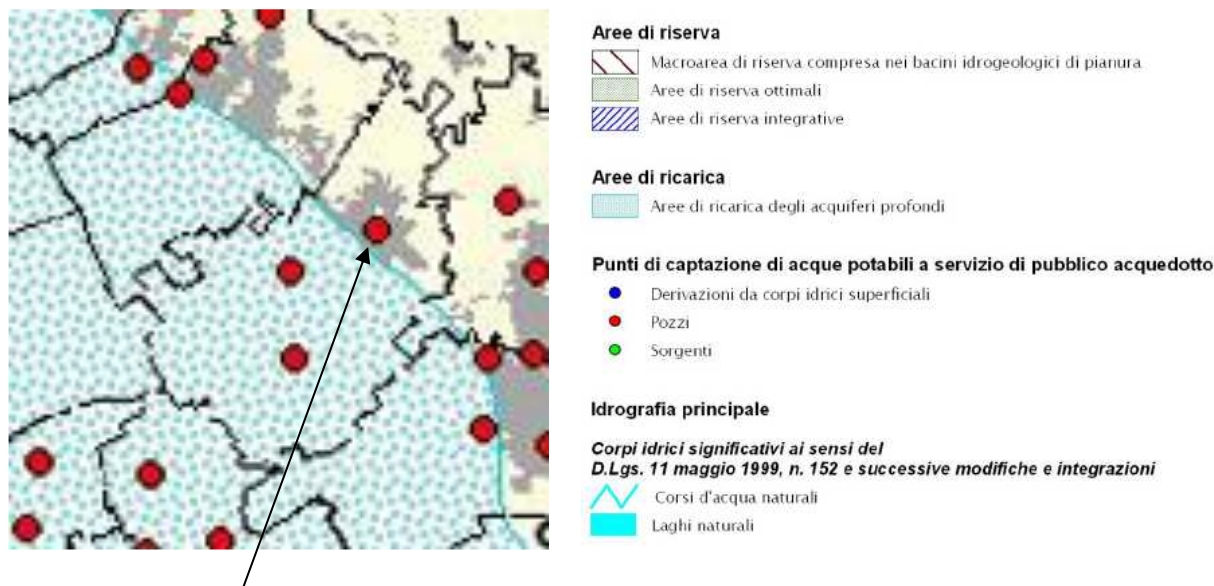 Aree di riserva
Macroarea di riserva compresa nei bacini idrogeologici di pianura
Aree di riserva ottimali
Aree di riserva integrative
Aree di ricarica
Aree di ricarica degli acquiferi profondi
Punti di captazione di acque potabili a servizio di pubblico acquedotto
Derivazioni da corpi idrici superficiali
Pozzi
Sorgenti
Idrografia principale
Corpi idrici significativi ai sensi del
D.Lgs. 11 maggio 1999, n. 152 e successive modifiche e integrazioni
Corsi d'acqua naturali
Laghi naturali